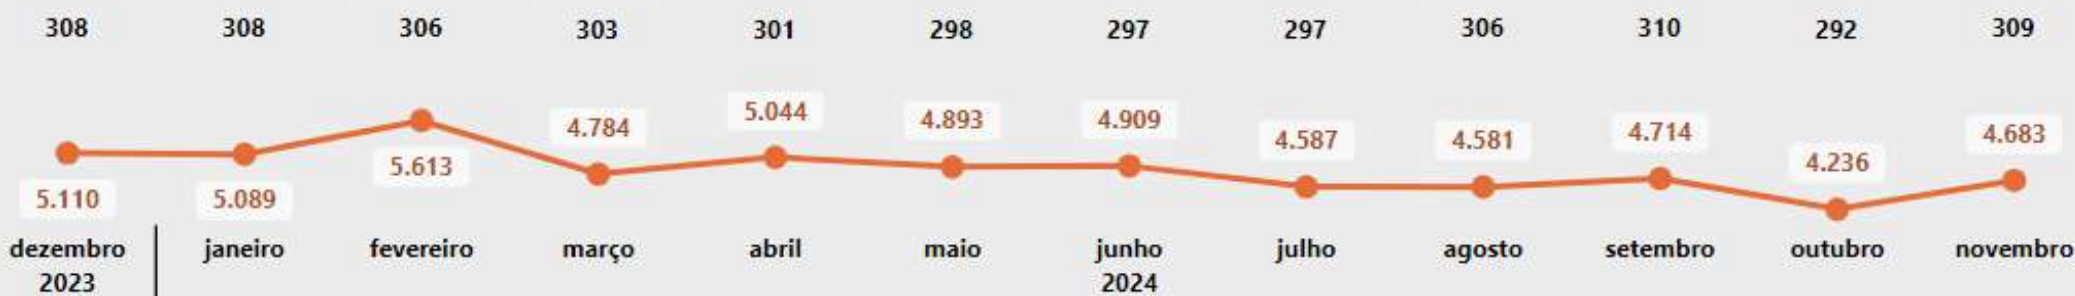 308 308 306 303 301 298 297 297 306 310 292 309
5.110 5.089 5.613 4.784 5.044 4.893 4.909 4.587 4.581 4.714 4.236 4.683
dezembro janeiro fevereiro março abril maio junho julho agosto setembro outubro novembro
2023 2024